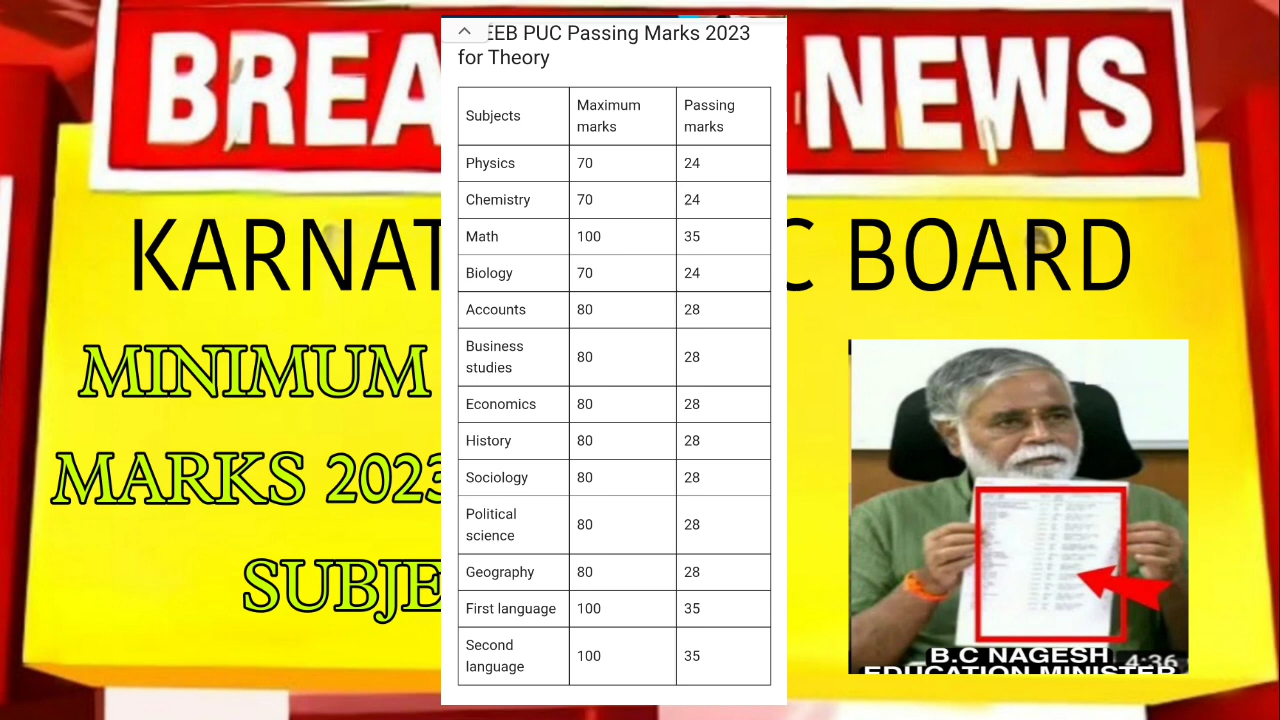 BREA
NEWS
KARNAT
C BOARD
MINIMUM
MARKS 2023
SUBJE
EEB PUC Passing Marks 2023
for Theory
Subjects Maximum marks Passing marks
Physics 70 24
Chemistry 70 24
Math 100 35
Biology 70 24
Accounts 80 28
Business studies 80 28
Economics 80 28
History 80 28
Sociology 80 28
Political science 80 28
Geography 80 28
First language 100 35
Second language 100 35
B.C NAGESH
4:36
EDUCATION MINISTER